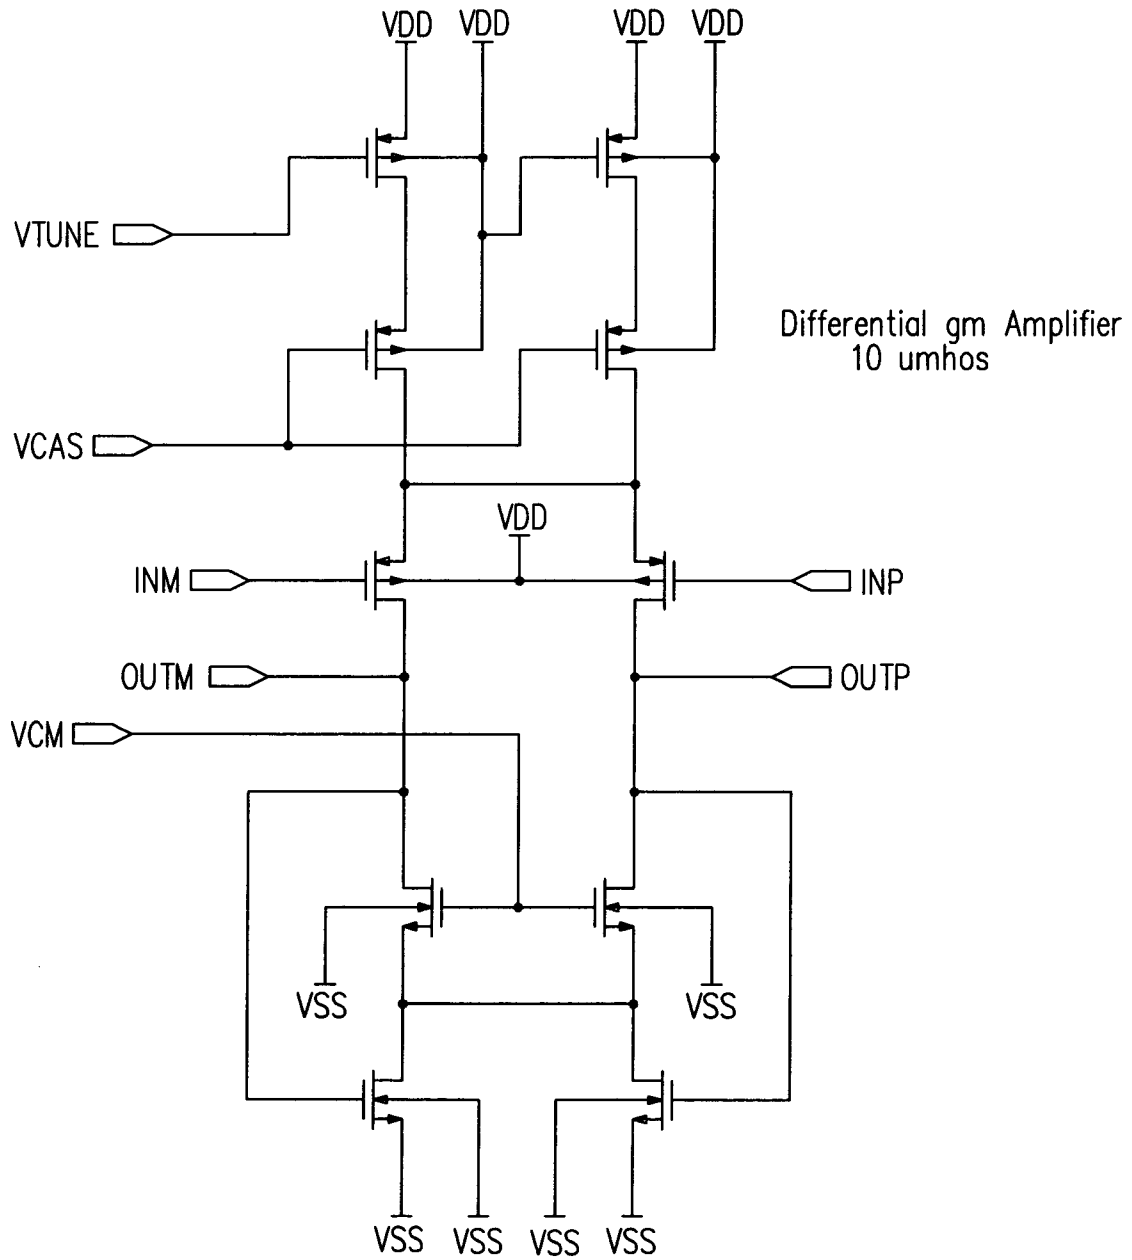 VDD VDD VDD VDD
VTUNE
Differential gm Amplifier
10 umhos
VCAS
VDD
INM INP
OUTM OUTP
VCM
VSS VSS
VSS VSS VSS VSS